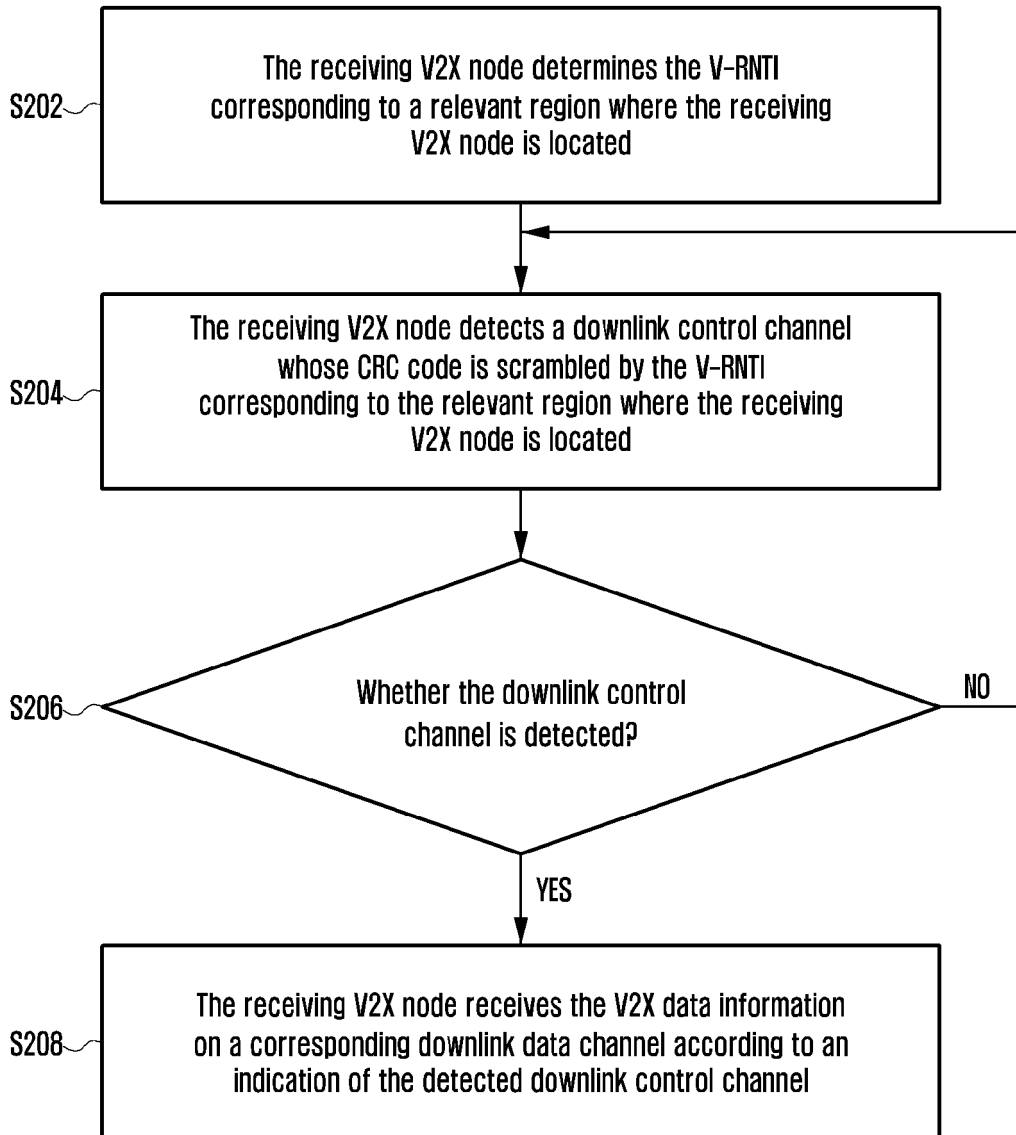 The receiving V2X node determines the V-RNTI
S202
corresponding to a relevant region where the receiving
V2X node is located
The receiving V2X node detects a downlink control channel
whose CRC code is scrambled by the V-RNTI
S204
corresponding to the relevant region where the receiving
V2X node is located
NO
Whether the downlink control
S206
channel is detected?
YES
The receiving V2X node receives the V2X data information
S208
on a corresponding downlink data channel according to an
indication of the detected downlink control channel